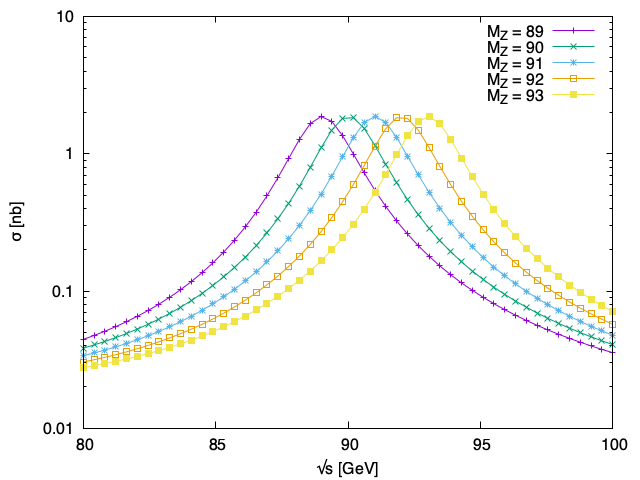 10
M_Z = 89
M_Z = 90
M_Z = 91
M_Z = 92
M_Z = 93
1
σ [nb]
0.1
0.01
80 85 90 95 100
√s [GeV]